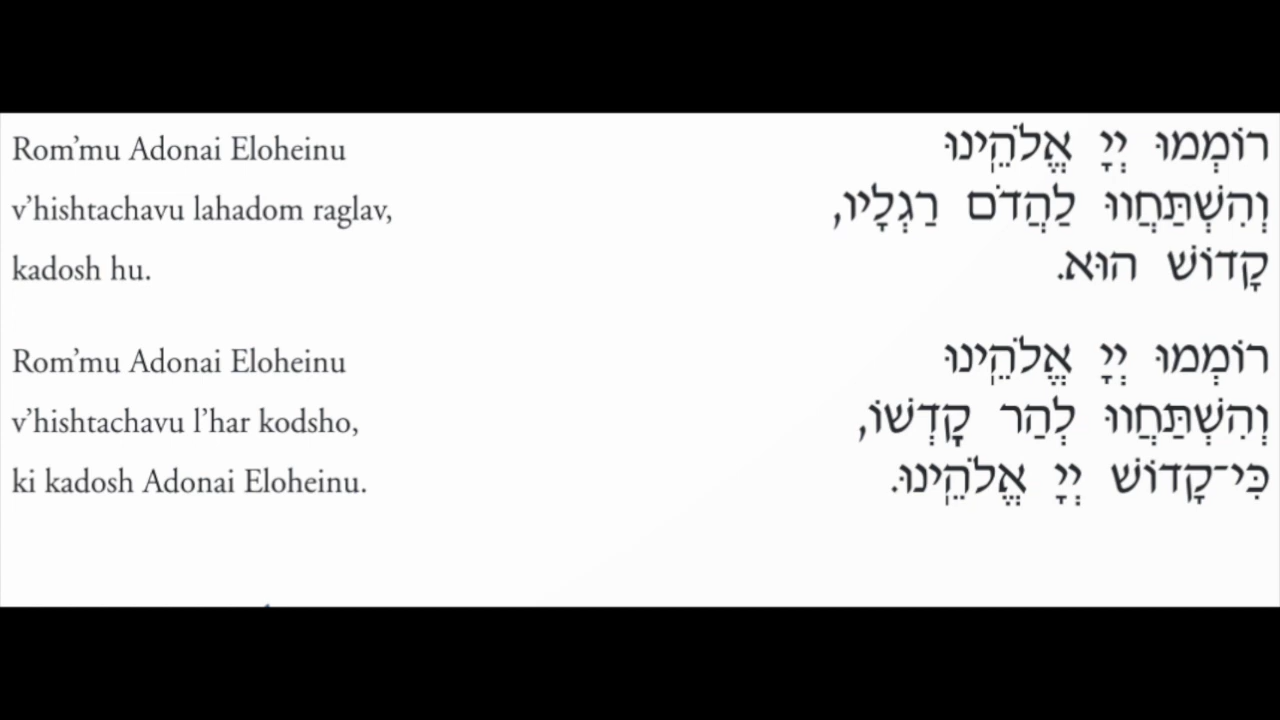 Rom’mu Adonai Eloheinu
v’hishtachavu lahadom raglav,
kadosh hu.
Rom’mu Adonai Eloheinu
v’hishtachavu l’har kodsho,
ki kadosh Adonai Eloheinu.
רוֹמְמוּ יְיָ אֱלֹהֵֽינוּ
וְהִשְׁתַּחֲווּ לַהֲדֹם רַגְלָיו,
קָדוֹשׁ הוּא.
רוֹמְמוּ יְיָ אֱלֹהֵֽינוּ
וְהִשְׁתַּחֲווּ לְהַר קׇדְשׁוֹ,
כִּי־קָדוֹשׁ יְיָ אֱלֹהֵֽינוּ.